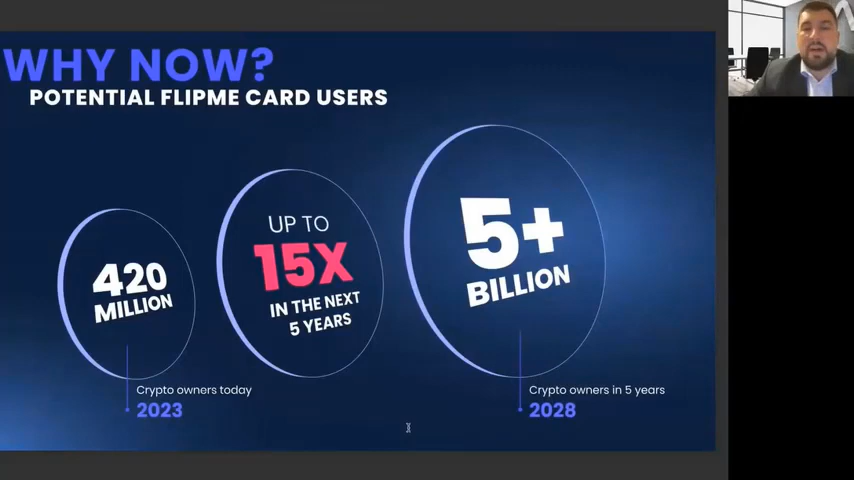 WHY NOW?
POTENTIAL FLIPME CARD USERS
420
MILLION
UP TO
15X
IN THE NEXT
5 YEARS
5+
BILLION
Crypto owners today
2023
Crypto owners in 5 years
2028